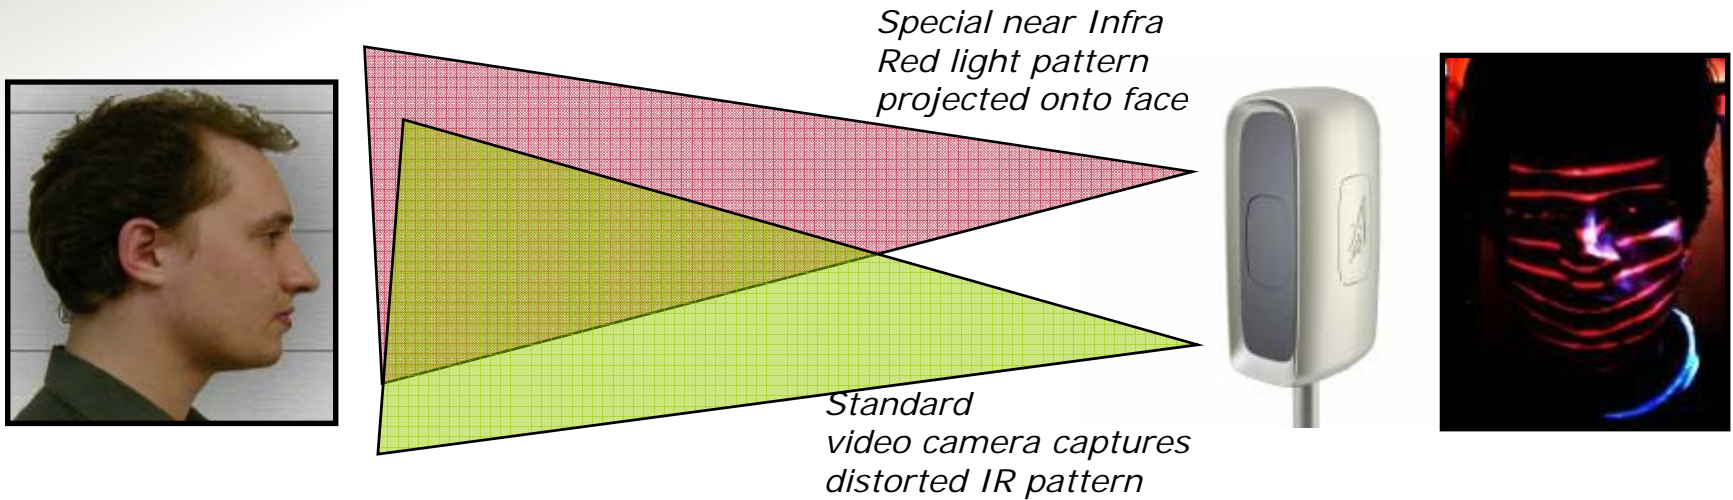 Special near Infra
Red light pattern
projected onto face
Standard
video camera captures
distorted IR pattern